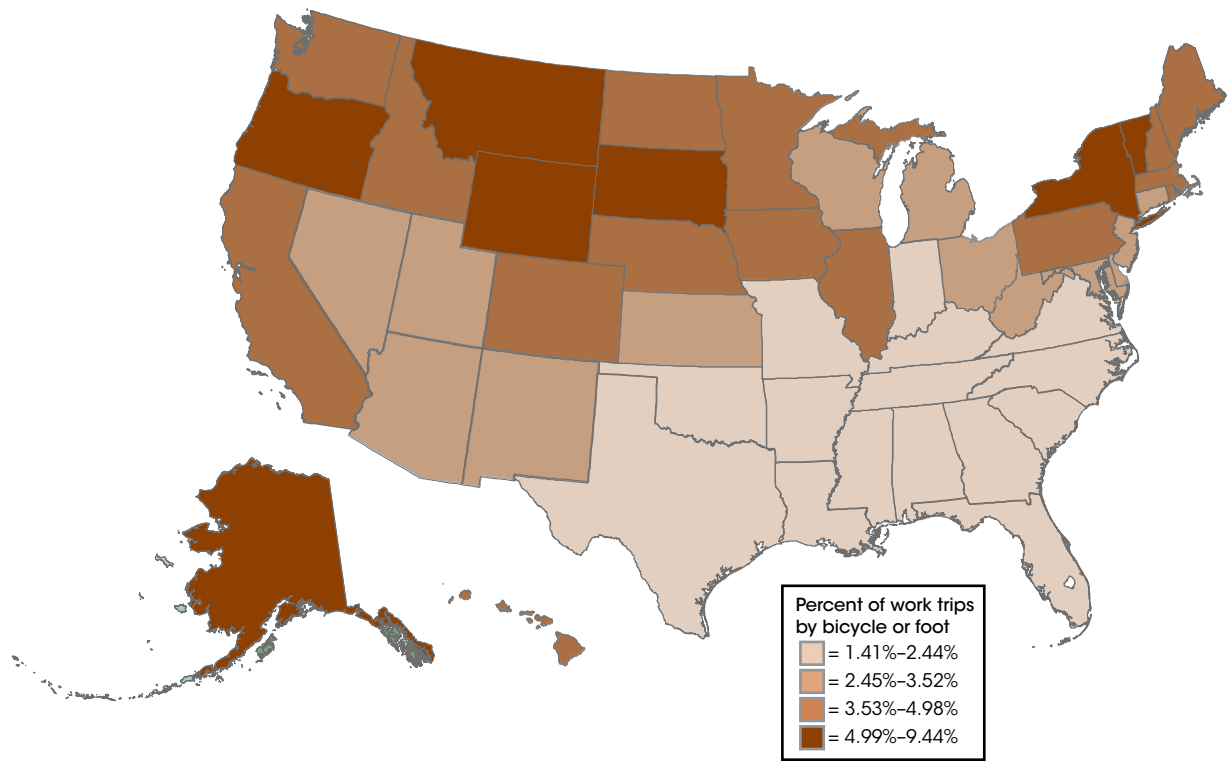 Percent of work trips
by bicycle or foot
= 1.41%–2.44%
= 2.45%–3.52%
= 3.53%–4.98%
= 4.99%–9.44%